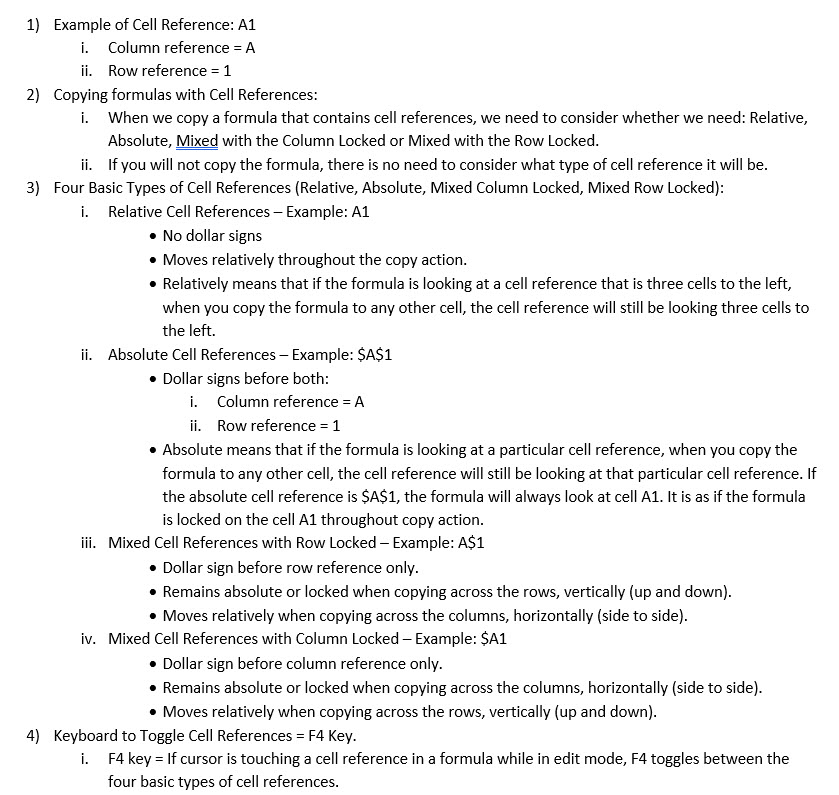 1) Example of Cell Reference: A1
i. Column reference = A
ii. Row reference = 1
2) Copying formulas with Cell References:
i. When we copy a formula that contains cell references, we need to consider whether we need: Relative,
Absolute, Mixed with the Column Locked or Mixed with the Row Locked.
ii. If you will not copy the formula, there is no need to consider what type of cell reference it will be.
3) Four Basic Types of Cell References (Relative, Absolute, Mixed Column Locked, Mixed Row Locked):
i. Relative Cell References – Example: A1
• No dollar signs
• Moves relatively throughout the copy action.
• Relatively means that if the formula is looking at a cell reference that is three cells to the left,
when you copy the formula to any other cell, the cell reference will still be looking three cells to
the left.
ii. Absolute Cell References – Example: $A$1
• Dollar signs before both:
i. Column reference = A
ii. Row reference = 1
• Absolute means that if the formula is looking at a particular cell reference, when you copy the
formula to any other cell, the cell reference will still be looking at that particular cell reference. If
the absolute cell reference is $A$1, the formula will always look at cell A1. It is as if the formula
is locked on the cell A1 throughout copy action.
iii. Mixed Cell References with Row Locked – Example: A$1
• Dollar sign before row reference only.
• Remains absolute or locked when copying across the rows, vertically (up and down).
• Moves relatively when copying across the columns, horizontally (side to side).
iv. Mixed Cell References with Column Locked – Example: $A1
• Dollar sign before column reference only.
• Remains absolute or locked when copying across the columns, horizontally (side to side).
• Moves relatively when copying across the rows, vertically (up and down).
4) Keyboard to Toggle Cell References = F4 Key.
i. F4 key = If cursor is touching a cell reference in a formula while in edit mode, F4 toggles between the
four basic types of cell references.